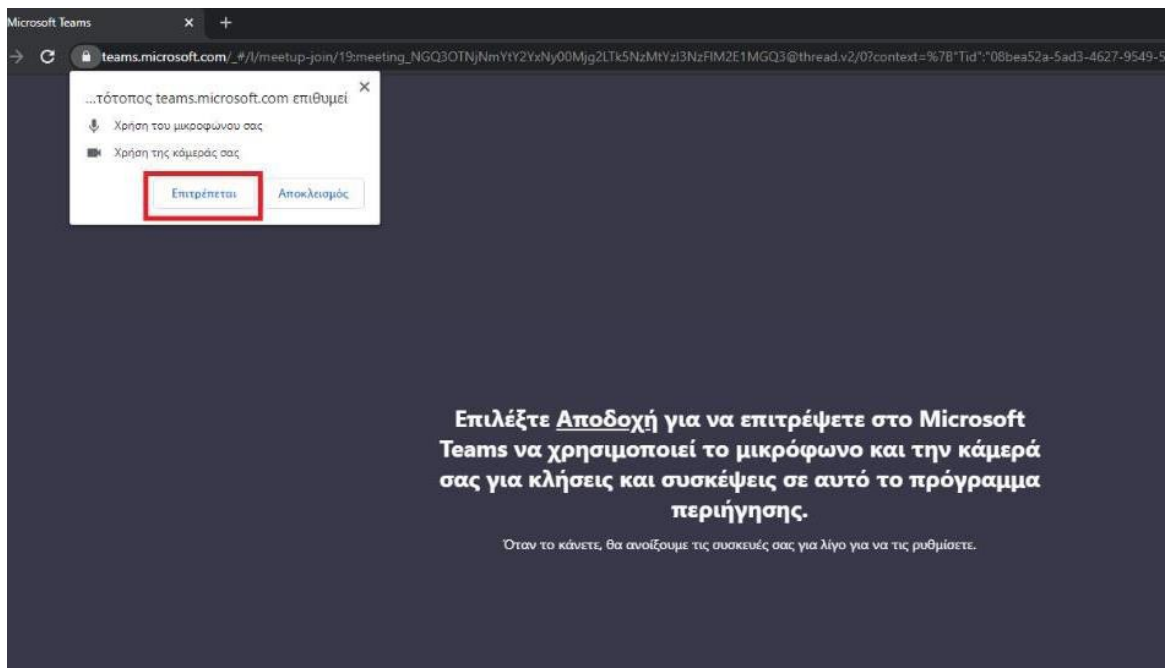 Microsoft Teams
teams.microsoft.com/_#/l/meetup-join/19:meeting_NGQ3OTNjNmYtY2YxNy00Mjg2LTk5NzMtYzI3NzFlM2E1MGQ3@thread.v2/0?context=%7B"Tid":"08bea52a-5ad3-4627-9549-5
...τότοπος teams.microsoft.com επιθυμεί
Χρήση του μικροφώνου σας
Χρήση της κάμεράς σας
Επιτρέπεται Αποκλεισμός
Επιλέξτε Αποδοχή για να επιτρέψετε στο Microsoft
Teams να χρησιμοποιεί το μικρόφωνο και την κάμερά
σας για κλήσεις και συσκέψεις σε αυτό το πρόγραμμα
περιήγησης.
Όταν το κάνετε, θα ανοίξουμε τις συσκευές σας για λίγο για να τις ρυθμίσετε.